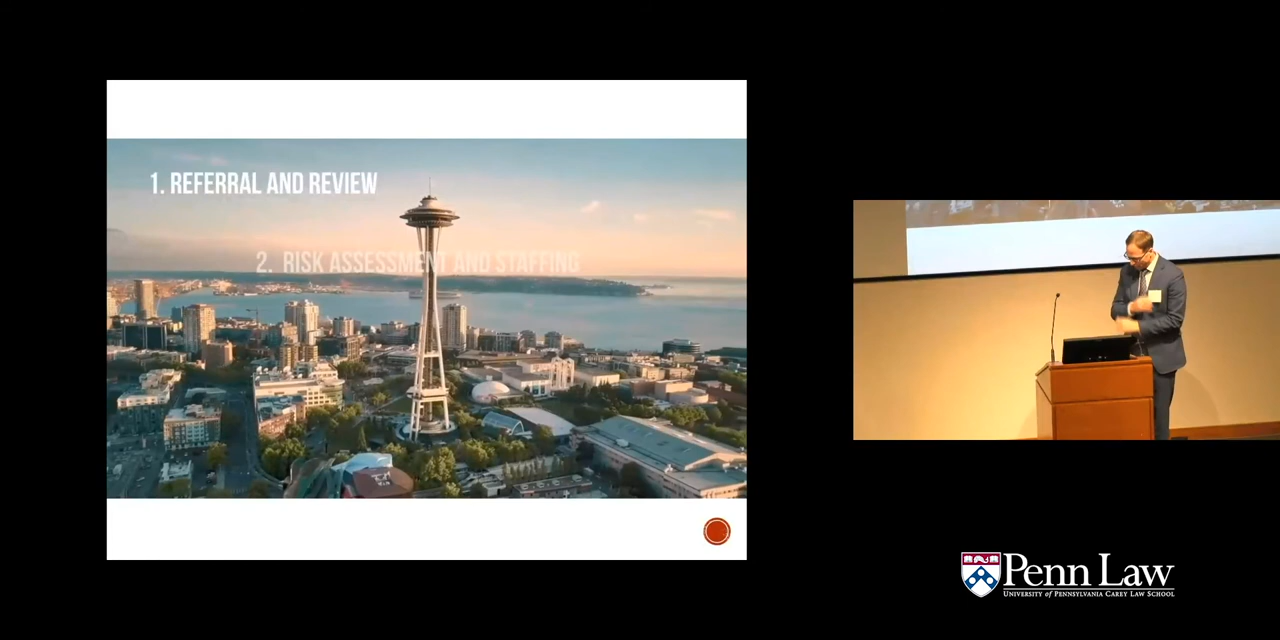 1. REFERRAL AND REVIEW
2. RISK ASSESSMENT AND STAFFING
Penn Law
UNIVERSITY of PENNSYLVANIA CAREY LAW SCHOOL